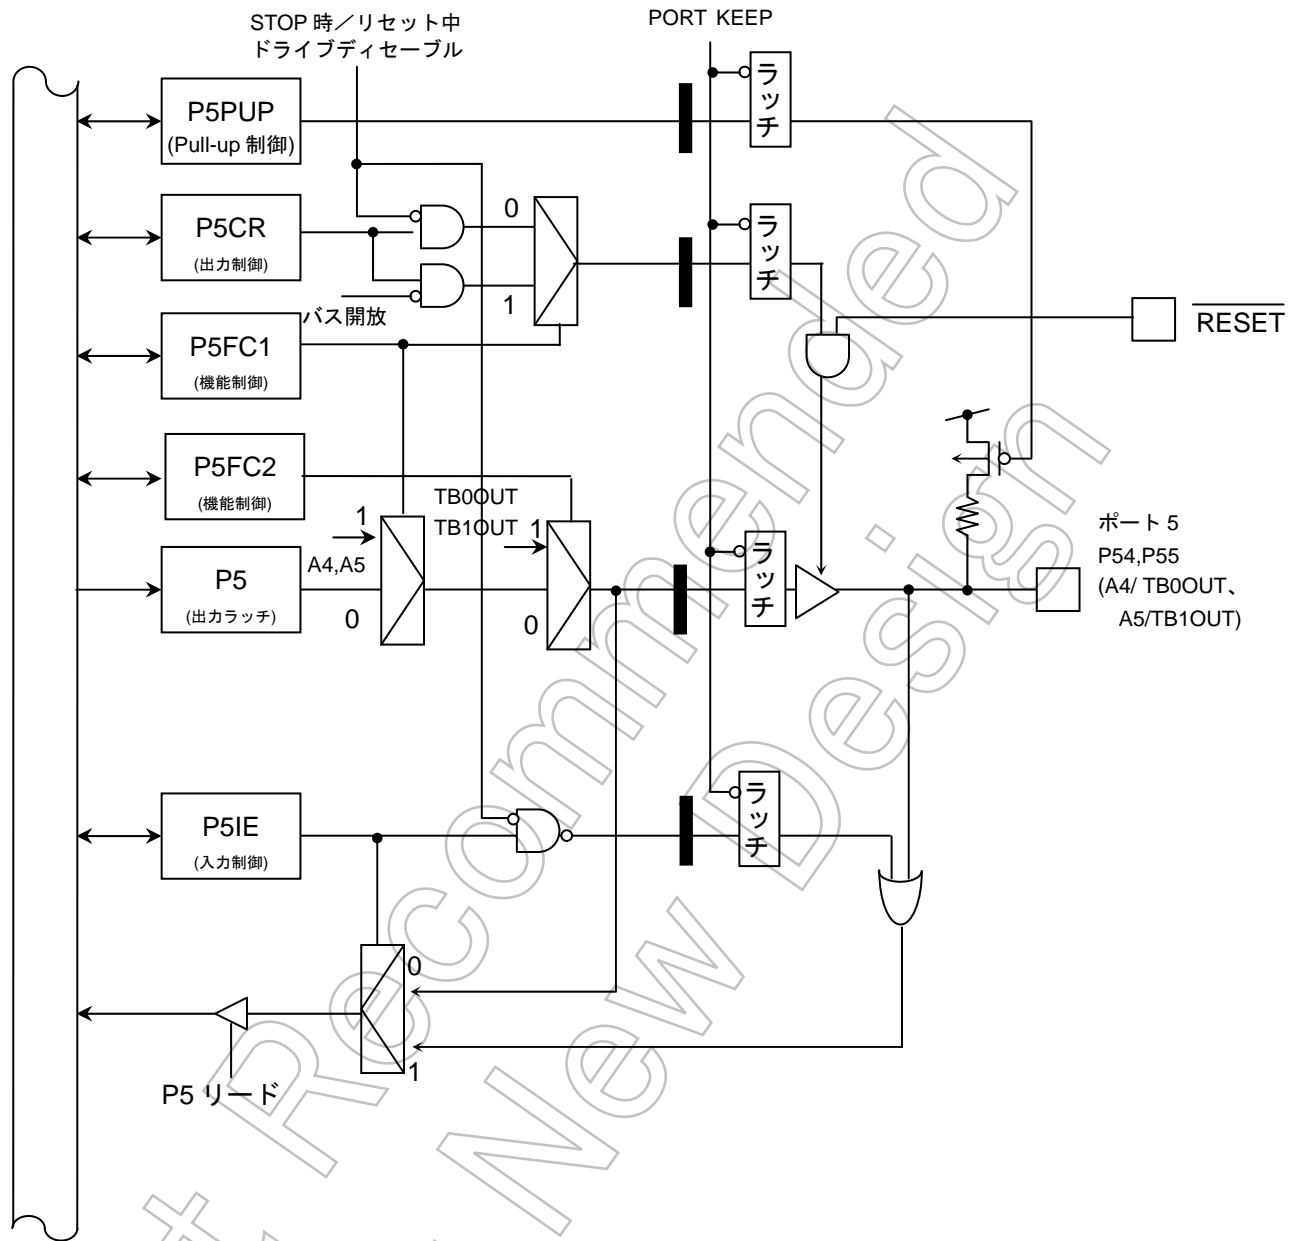 STOP 時／リセット中
ドライブディセーブル
PORT KEEP
P5PUP
(Pull-up 制御)
ラッチ
P5CR
(出力制御)
0
1
バス開放
ラッチ
RESET
P5FC1
(機能制御)
P5FC2
(機能制御)
TB0OUT
TB1OUT
1
1
A4,A5
P5
(出力ラッチ)
0
0
ラッチ
ポート 5
P54,P55
(A4/ TB0OUT、
A5/TB1OUT)
P5IE
(入力制御)
ラッチ
0
1
P5 リード
t Recommended
New Design